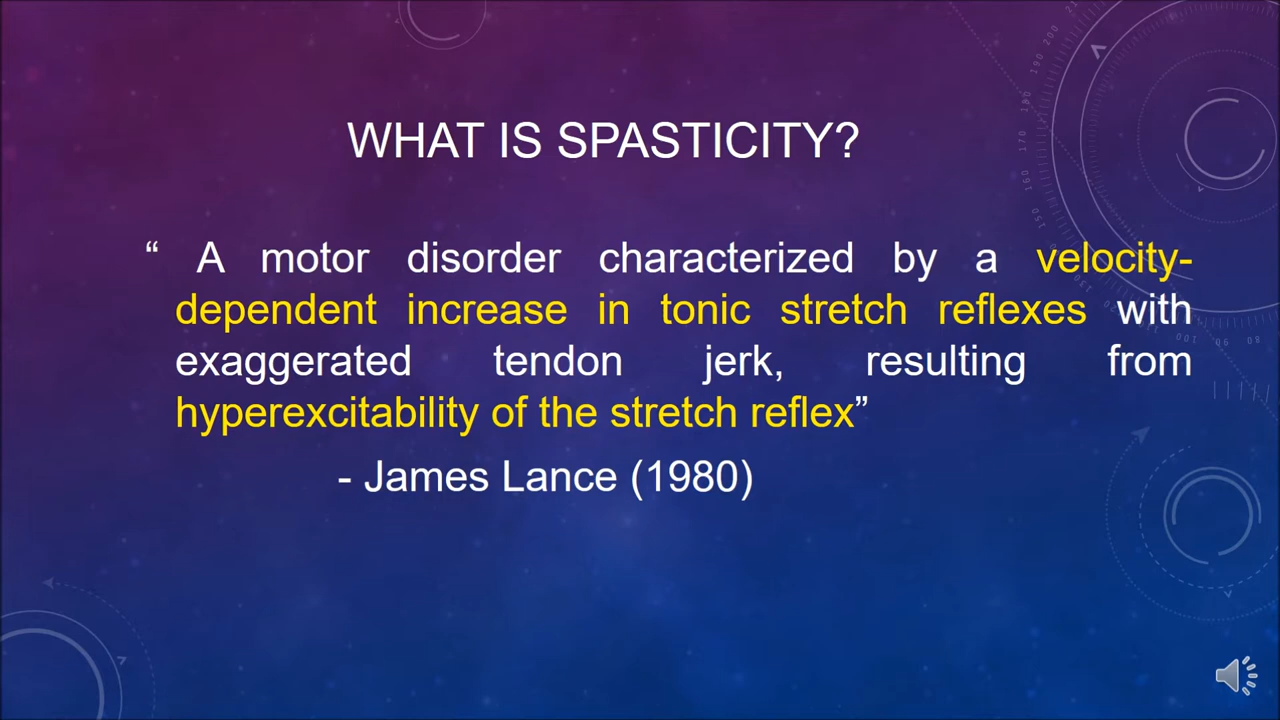 WHAT IS SPASTICITY?
“ A motor disorder characterized by a velocity-
dependent increase in tonic stretch reflexes with
exaggerated tendon jerk, resulting from
hyperexcitability of the stretch reflex”
- James Lance (1980)